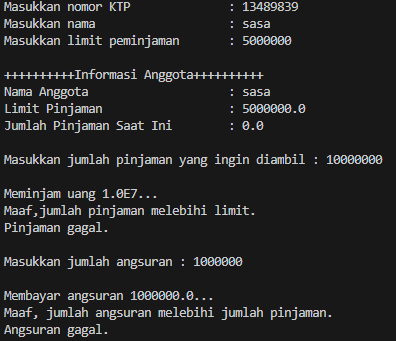 Masukkan nomor KTP : 13489839
Masukkan nama : sasa
Masukkan limit peminjaman : 5000000
++++++++++Informasi Anggota++++++++++
Nama Anggota : sasa
Limit Pinjaman : 5000000.0
Jumlah Pinjaman Saat Ini : 0.0
Masukkan jumlah pinjaman yang ingin diambil : 10000000
Meminjam uang 1.0E7...
Maaf,jumlah pinjaman melebihi limit.
Pinjaman gagal.
Masukkan jumlah angsuran : 1000000
Membayar angsuran 1000000.0...
Maaf, jumlah angsuran melebihi jumlah pinjaman.
Angsuran gagal.